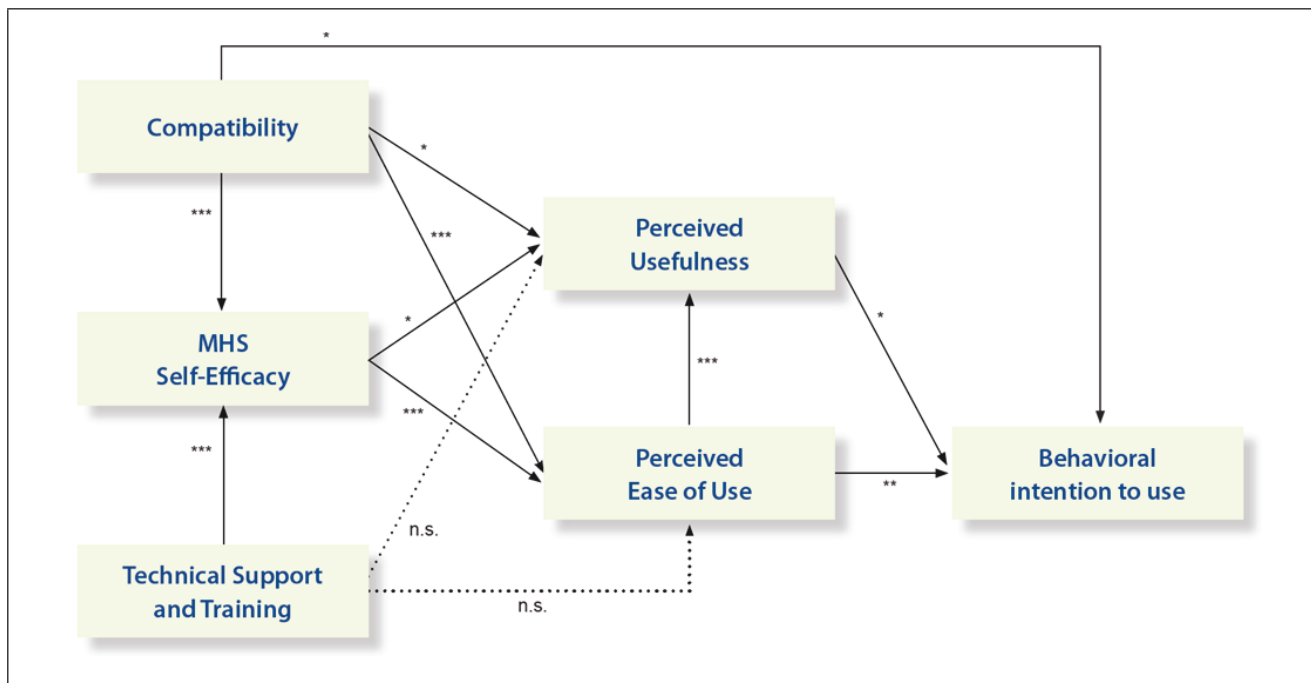 *
Compatibility
*
***
***
Perceived
Usefulness
MHS
Self-Efficacy
*
*
***
***
***
Perceived
Ease of Use
**
Behavioral
intention to use
n.s.
Technical Support
and Training
n.s.